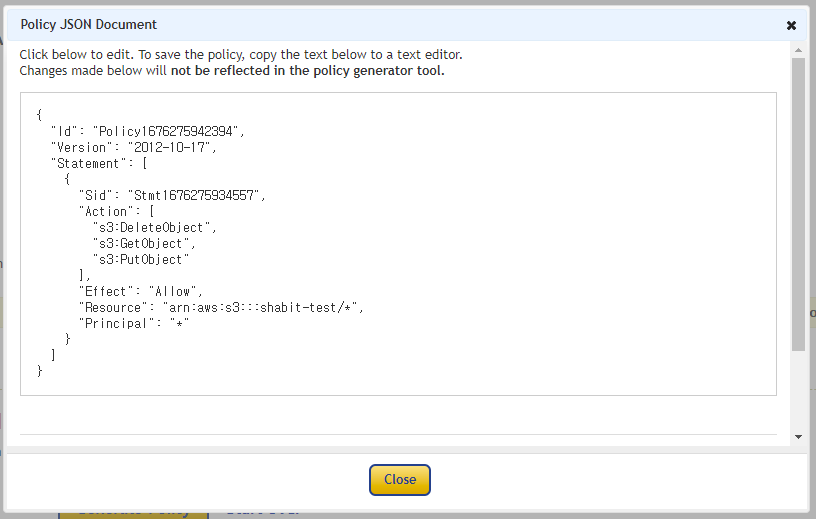 Policy JSON Document
Click below to edit. To save the policy, copy the text below to a text editor.
Changes made below will not be reflected in the policy generator tool.
{
  "Id": "Policy1676275942394",
  "Version": "2012-10-17",
  "Statement": [
    {
      "Sid": "Stmt1676275934557",
      "Action": [
        "s3:DeleteObject",
        "s3:GetObject",
        "s3:PutObject"
      ],
      "Effect": "Allow",
      "Resource": "arn:aws:s3:::shabit-test/*",
      "Principal": "*"
    }
  ]
}
Close